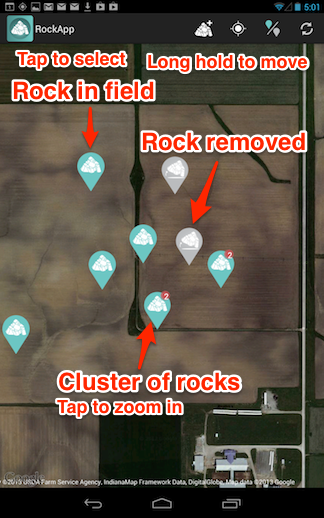 5:01
RockApp
Tap to select
Long hold to move
Rock in field
Rock removed
2
2
Cluster of rocks
Tap to zoom in
Google
©2013 USDA Farm Service Agency, IndianaMap Framework Data, DigitalGlobe, Map data ©2013 Google